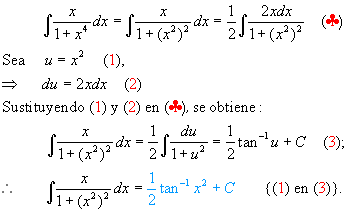 ∫ x/(1 + x⁴) dx = ∫ x/(1 + (x²)²) dx = 1/2 ∫ 2xdx/(1 + (x²)²) (♣)
Sea u = x² (1),
⇒ du = 2xdx (2)
Sustituyendo (1) y (2) en (♣), se obtiene :
∫ x/(1 + (x²)²) dx = 1/2 ∫ du/(1 + u²) = 1/2 tan⁻¹ u + C (3);
∴ ∫ x/(1 + (x²)²) dx = 1/2 tan⁻¹ x² + C {(1) en (3)}.